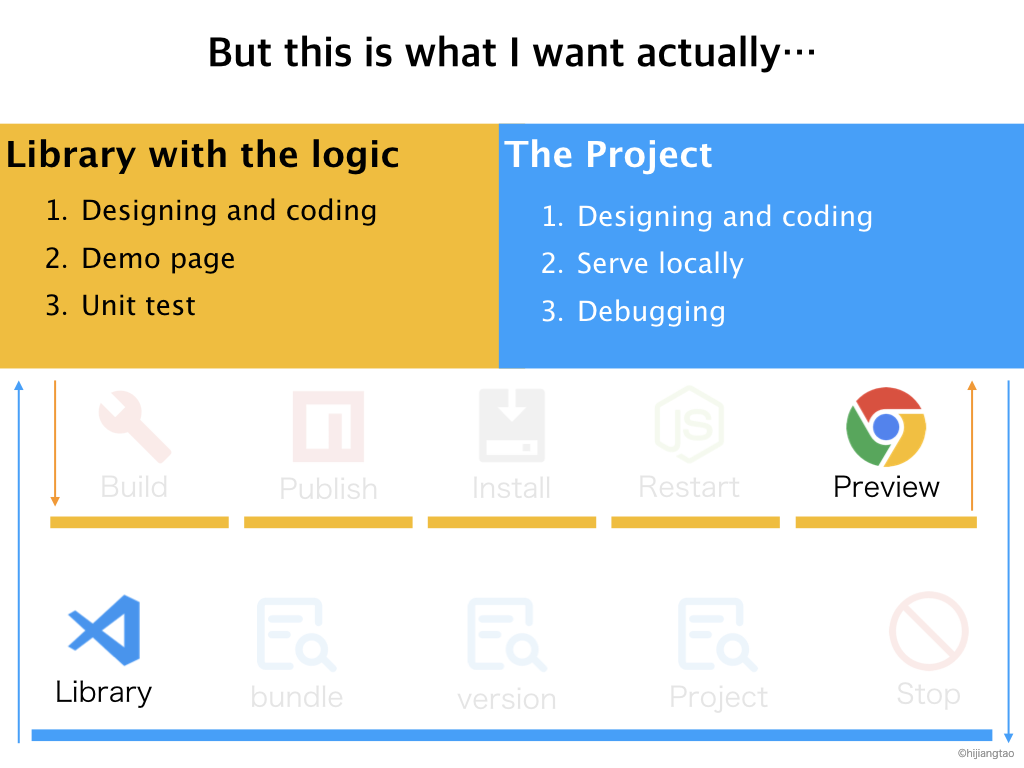 But this is what I want actually…
Library with the logic
1. Designing and coding
2. Demo page
3. Unit test
The Project
1. Designing and coding
2. Serve locally
3. Debugging
Build
Publish
Install
JS
Restart
Preview
Library
bundle
version
Project
Stop
©hijiangtao